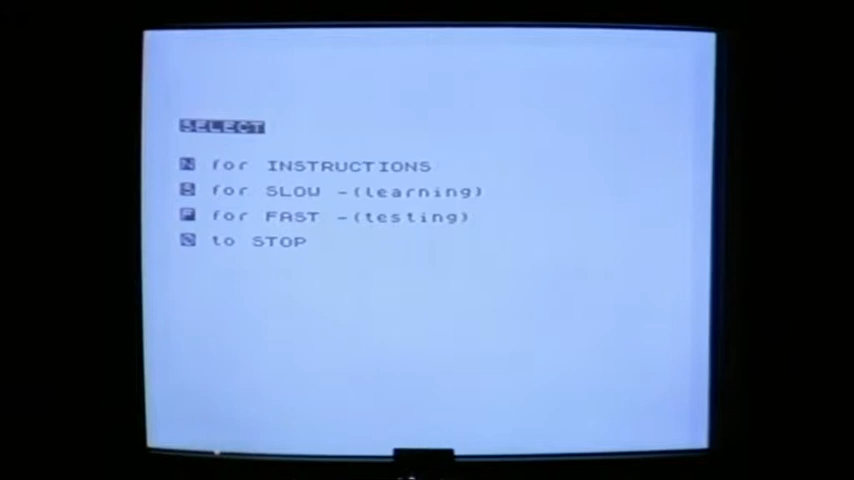 SELECT
N for INSTRUCTIONS
S for SLOW -(learning)
F for FAST -(testing)
to STOP